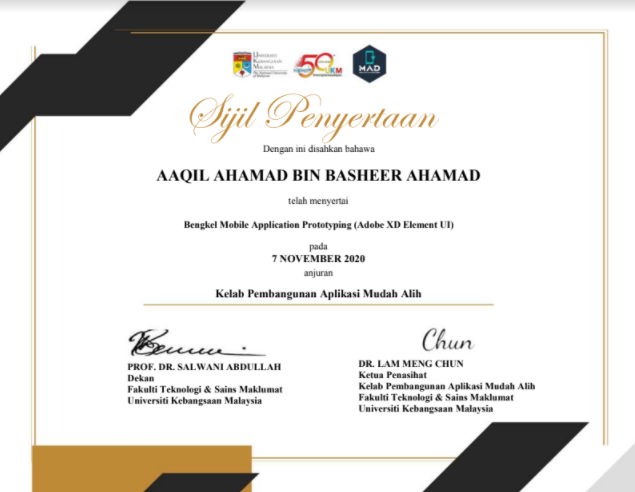 UNIVERSITI
KEBANGSAAN
MALAYSIA
The National University
of Malaysia
50
UKM
MAD
Sijil Penyertaan
Dengan ini disahkan bahawa
AAQIL AHAMAD BIN BASHEER AHAMAD
telah menyertai
Bengkel Mobile Application Prototyping (Adobe XD Element UI)
pada
7 NOVEMBER 2020
anjuran
Kelab Pembangunan Aplikasi Mudah Alih
Chun
PROF. DR. SALWANI ABDULLAH
Dekan
Fakulti Teknologi & Sains Maklumat
Universiti Kebangsaan Malaysia
DR. LAM MENG CHUN
Ketua Penasihat
Kelab Pembangunan Aplikasi Mudah Alih
Fakulti Teknologi & Sains Maklumat
Universiti Kebangsaan Malaysia